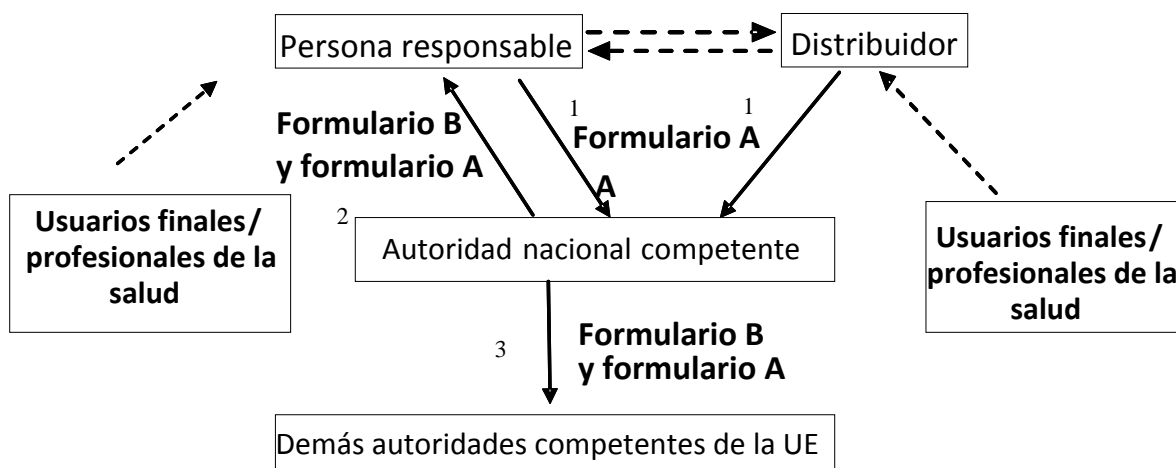 Persona responsable
Distribuidor
1
1
Formulario B
y formulario A
Formulario A
A
Usuarios finales/
profesionales de la
salud
2
Autoridad nacional competente
Usuarios finales/
profesionales de la
salud
3
Formulario B
y formulario A
Demás autoridades competentes de la UE